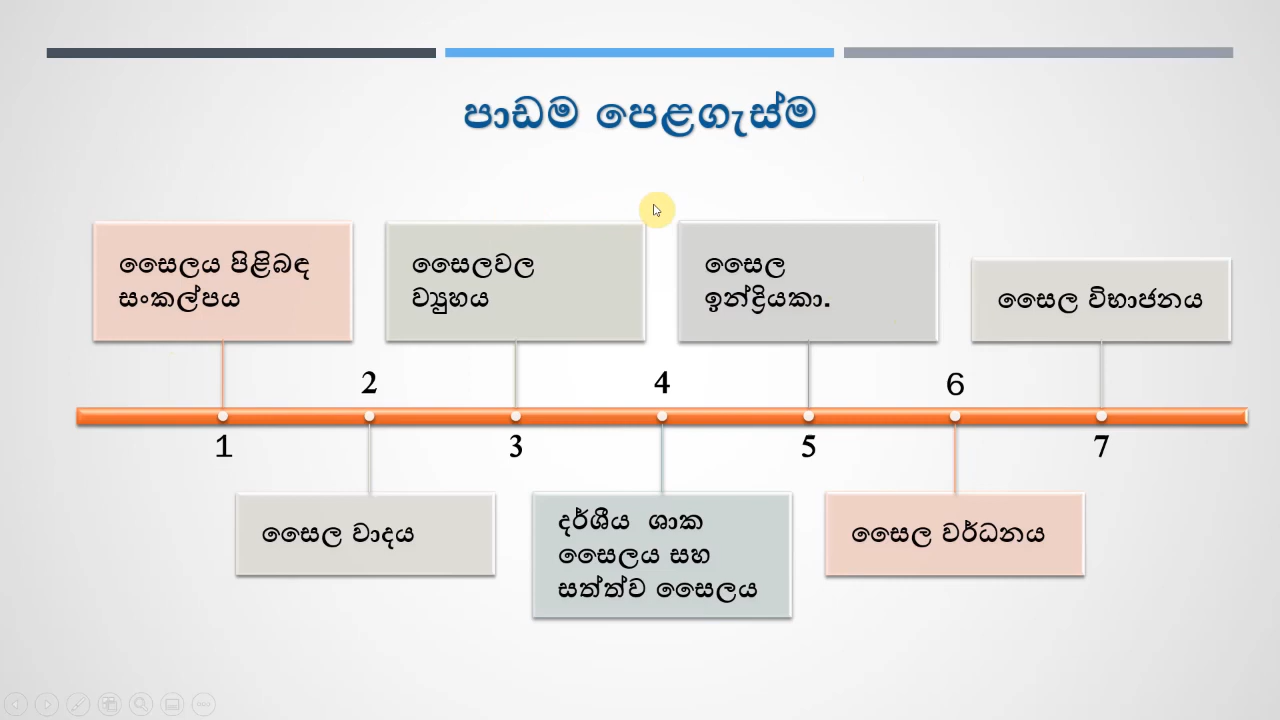 පාඩම පෙළගැස්ම
සෛලය පිළිබඳ
සංකල්පය
සෛලවල
ව්‍යුහය
සෛල
ඉන්ද්‍රියකා.
සෛල විභාජනය
2
4
6
1
3
5
7
සෛල වාදය
දර්ශීය ශාක
සෛලය සහ
සත්ත්ව සෛලය
සෛල වර්ධනය